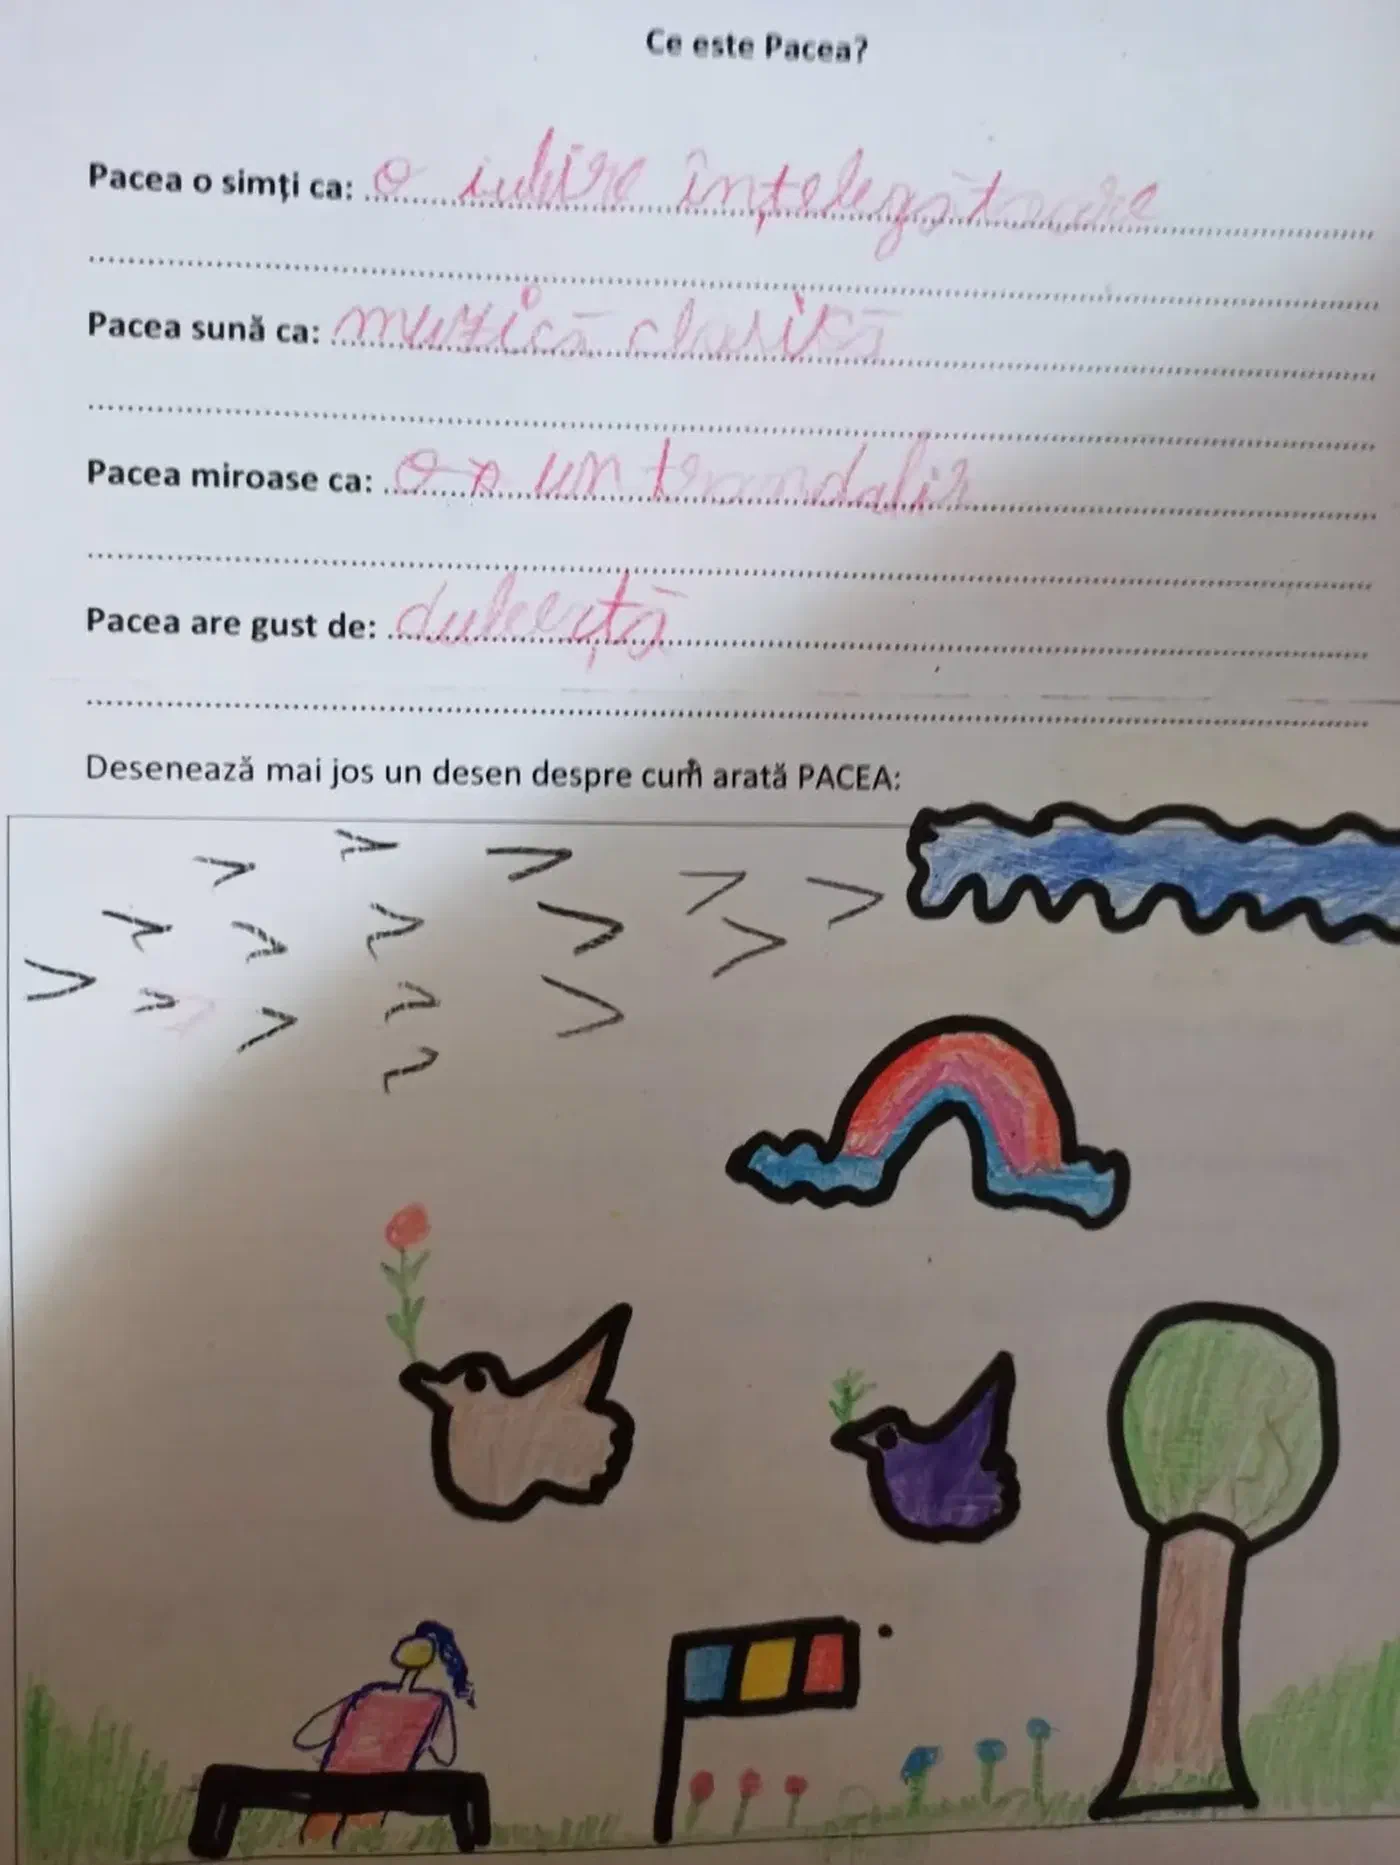 Ce este Pacea?
Pacea o simți ca: o iubire înțelegătoare
Pacea sună ca: muzică clasică
Pacea miroase ca: un trandafir
Pacea are gust de: dulceață
Desenează mai jos un desen despre cum arată PACEA: